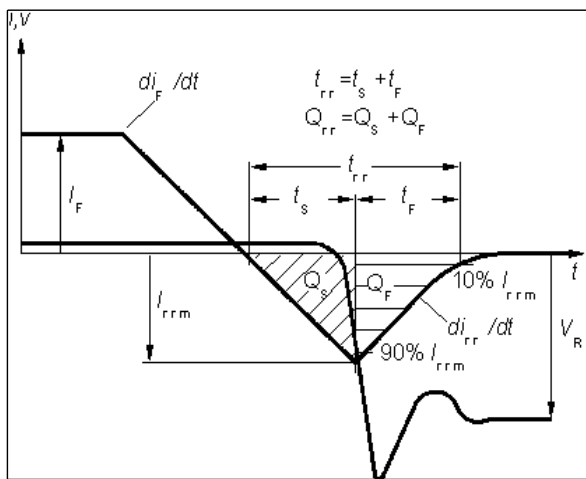 I,V
di_F /dt
t_rr =t_S +t_F
Q_rr =Q_S +Q_F
t_rr
t_S
t_F
I_F
Q_S
Q_F
10% I_rrm
t
I_rrm
di_rr /dt
V_R
90% I_rrm